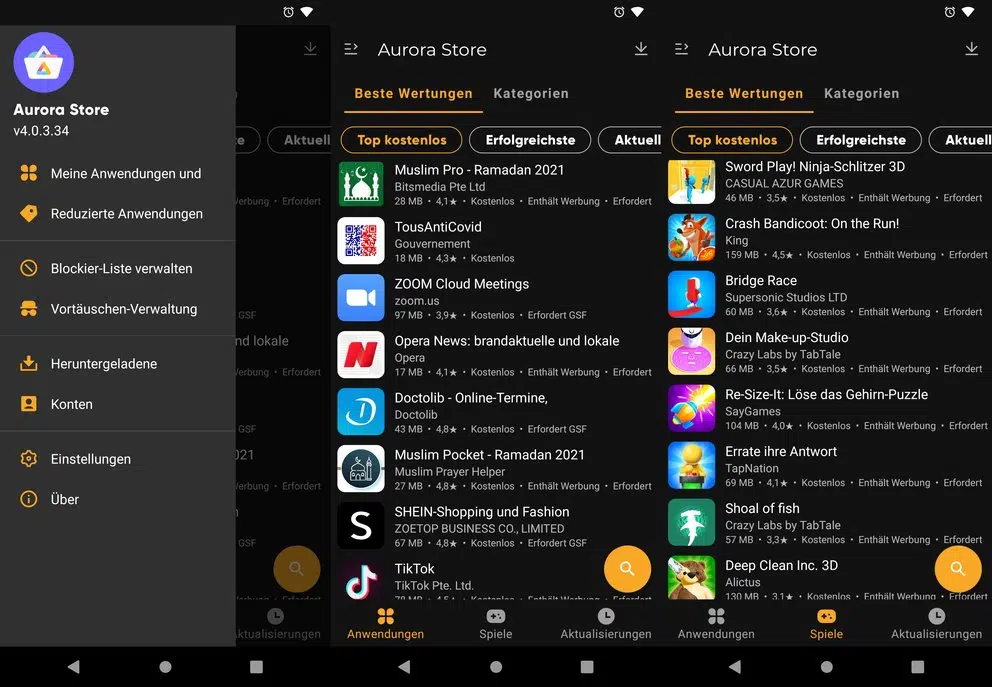 Aurora Store
v4.0.3.34
Meine Anwendungen und
Reduzierte Anwendungen
Blockier-Liste verwalten
Vortäuschen-Verwaltung
Heruntergeladene
Konten
Einstellungen
Über
te
Aktuell
Werbung • Erfordert
GSF
nd lokale
Werbung • Erfordert
GSF
021
Werbung • Erfordert
GSF
Aktualisierungen
Aurora Store
Beste Wertungen
Kategorien
Top kostenlos
Erfolgreichste
Aktuell
Muslim Pro - Ramadan 2021
Bitsmedia Pte Ltd
28 MB • 4,1★ • Kostenlos • Enthält Werbung • Erfordert
TousAntiCovid
Gouvernement
18 MB • 4,3★ • Kostenlos
ZOOM Cloud Meetings
zoom.us
97 MB • 3,9★ • Kostenlos • Erfordert GSF
Opera News: brandaktuelle und lokale
Opera
17 MB • 4,1★ • Kostenlos • Enthält Werbung • Erfordert
Doctolib - Online-Termine,
Doctolib
43 MB • 4,8★ • Kostenlos • Erfordert GSF
Muslim Pocket - Ramadan 2021
Muslim Prayer Helper
27 MB • 4,8★ • Kostenlos • Enthält Werbung • Erfordert
SHEIN-Shopping und Fashion
ZOETOP BUSINESS CO., LIMITED
67 MB • 4,8★ • Kostenlos • Erfordert GSF
TikTok
TikTok Pte. Ltd.
Anwendungen
Spiele
Aktualisierungen
Aurora Store
Beste Wertungen
Kategorien
Top kostenlos
Erfolgreichste
Aktuell
Sword Play! Ninja-Schlitzer 3D
CASUAL AZUR GAMES
46 MB • 3,5★ • Kostenlos • Enthält Werbung • Erfordert
Crash Bandicoot: On the Run!
King
159 MB • 4,5★ • Kostenlos • Enthält Werbung • Erfordert
Bridge Race
Supersonic Studios LTD
60 MB • 3,6★ • Kostenlos • Enthält Werbung • Erfordert
Dein Make-up-Studio
Crazy Labs by TabTale
66 MB • 3,5★ • Kostenlos • Enthält Werbung • Erfordert
Re-Size-It: Löse das Gehirn-Puzzle
SayGames
104 MB • 4,0★ • Kostenlos • Enthält Werbung • Erfordert
Errate ihre Antwort
TapNation
69 MB • 4,1★ • Kostenlos • Enthält Werbung • Erfordert
Shoal of fish
Crazy Labs by TabTale
57 MB • 3,3★ • Kostenlos • Enthält Werbung • Erfordert
Deep Clean Inc. 3D
Alictus
130 MB • 3,1★ • Kostenlos • Enthält Werbung • Erfordert
Anwendungen
Spiele
Aktualisierungen